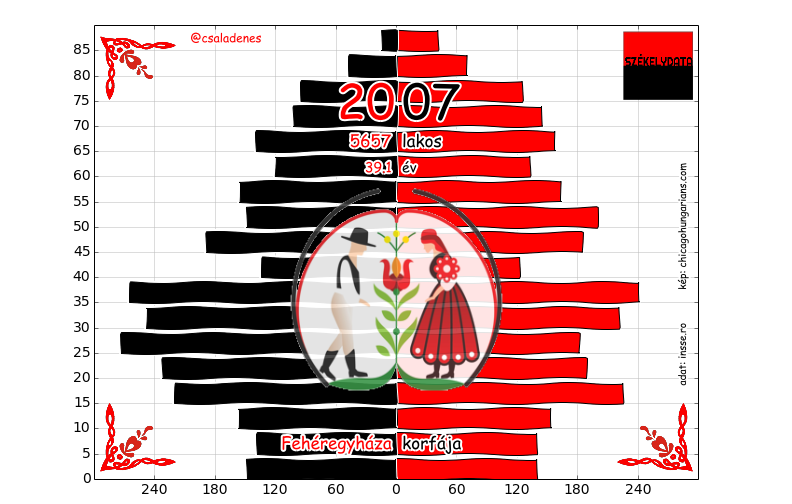 @csaladenes
SZÉKELYDATA
2007
5657 lakos
39.1 év
kép: chicagohungarians.com
adat: insse.ro
Fehéregyháza korfája
85
80
75
70
65
60
55
50
45
40
35
30
25
20
15
10
5
0
240 180 120 60 0 60 120 180 240